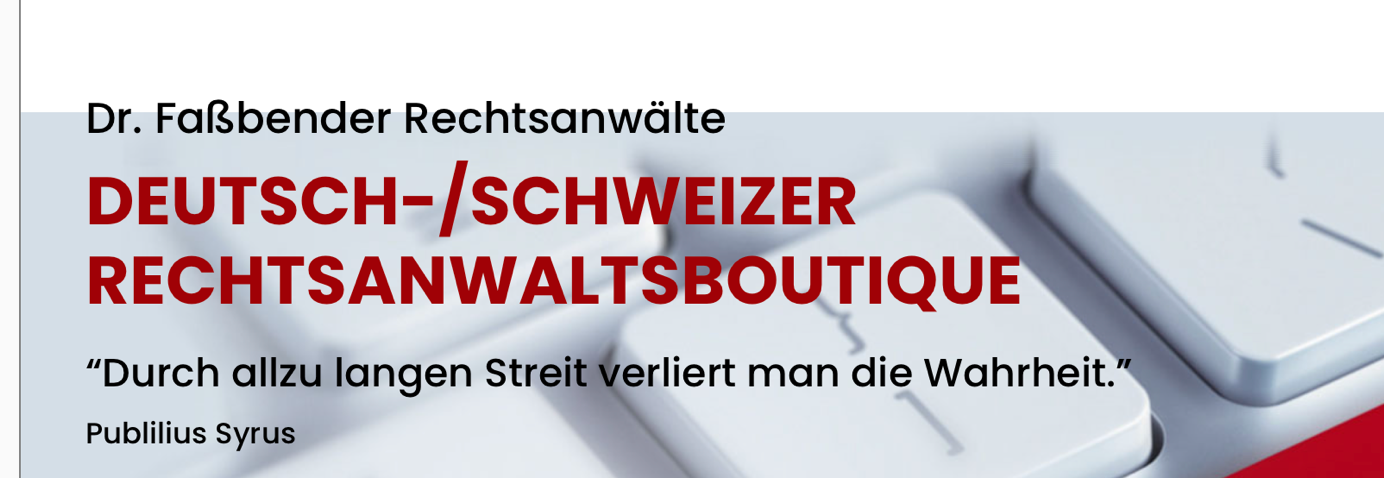 Dr. Faßbender Rechtsanwälte
DEUTSCH-/SCHWEIZER
RECHTSANWALTSBOUTIQUE
“Durch allzu langen Streit verliert man die Wahrheit.”
Publilius Syrus